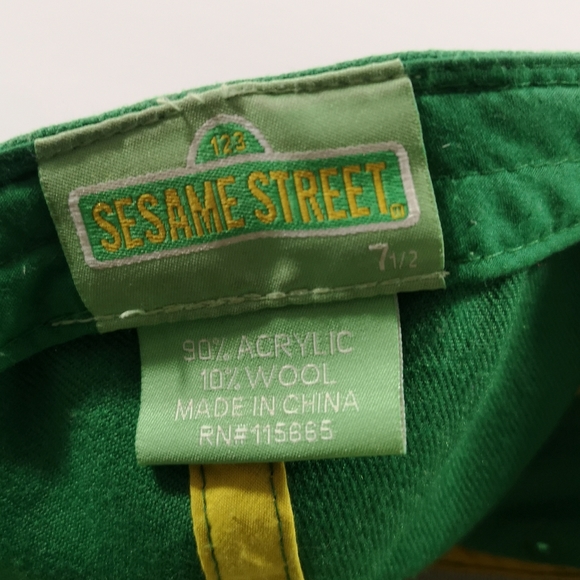 123
SESAME STREET
7 1/2
90% ACRYLIC
10% WOOL
MADE IN CHINA
RN#115665